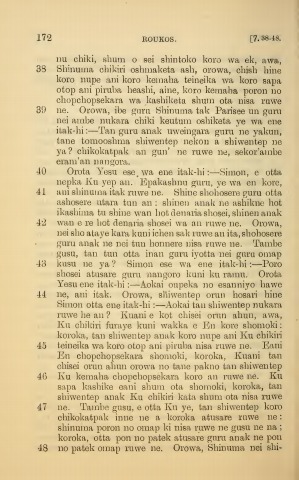 172 ROUKOS. [7. 38-48.
nu chiki, shum o sei shintoko koro wa ek, awa,
38 Shinuma chikiri oshmaketa ash, orowa, chish hine
koro nupe ani koro kemaha teineika wa koro sapa
otop ani piruba heashi, aine, koro kemaha poron no
chopchopsekara wa kashiketa shum ota nisa ruwe
39 ne. Orowa, ibe guru Shinuma tak Parisee un guru
nei ambe nukara chiki keutum oshiketa ye wa ene
itak-hi:—Tan guru anak uweingara guru ne yakun,
tane tomooshma shiwentep nekon a shiwentep ne
ya? chikokatpak an gun' ne ruwe ne, sekor'ambe
eram'an nangora.
40 Orota Yesu ese wa ene itak-hi:—Simon, e otta
nepka Ku yep an. Epakashnu guru, ye wa en kore,
41 ani shinuma itak ruwe ne. Shine shohosere guru otta
ashosere utara tun an: shinen anak ne ashikne hot
ikashima tu shine wan hot denaria shosei, shinen anak
42 wan e re hot denaria shosei wa an ruwe ne. Orowa,
nei sho ataye kara kuni ichen sak ruwe an ita, shohosere
guru anak ne nei tun honnere nisa ruwe ne. Tambe
gusu, tan tun otta inan guru iyotta nei guru omap
43 kusu ne ya? Simon ese wa ene itak-hi:—Poro
shosei atusare guru nangoro kuni ku ramu. Orota
Yesu ene itak-hi:—Aokai oupeka no esanniyo hawe
44 ne, ani itak. Orowa, shiwentep orun hosari hine
Simon otta ene itak-hi:—Aokai tan shiwentep nukara
ruwe he an? Kuani e kot chisei orun ahun, awa,
Ku chikiri furaye kuni wakka e En kore shomoki:
koroka, tan shiwentep anak koro nupe ani Ku chikiri
45 teineika wa koro otop ani piruba nisa ruwe ne. Eani
En chopchopsekara shomoki, koroka, Kuani tan
chisei orun ahun orowa no tane pakno tan shiwentep
46 Ku kemaha chopchopsekara koro an ruwe ne. Ku
sapa kashike eani shum ota shomoki, koroka, tan
shiwentep anak Ku chikiri kata shum ota nisa ruwe
47 ne. Tambe gusu, e otta Ku ye, tan shiwentep koro
chikokatpak inne ne a koroka atusare ruwe ne:
shinuma poron no omap ki nisa ruwe ne gusu ne na;
koroka, otta pon no patek atusare guru anak ne pon
48 no patek omap ruwe ne. Orowa, Shinuma nei shi-